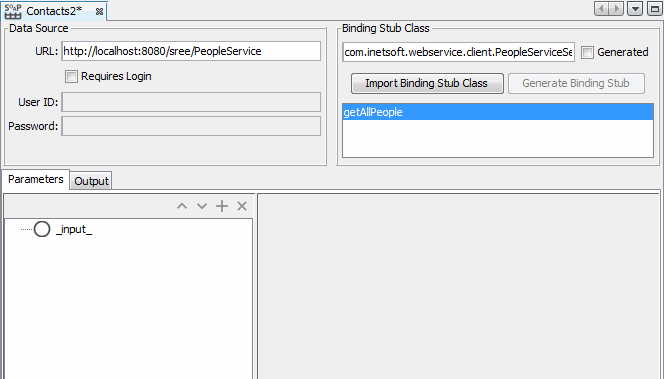 SOAP
Contacts2*
Data Source
URL: http://localhost:8080/sree/PeopleService
Requires Login
User ID:
Password:
Binding Stub Class
com.inetsoft.webservice.client.PeopleServiceSe
Generated
Import Binding Stub Class
Generate Binding Stub
getAllPeople
Parameters
Output
_input_